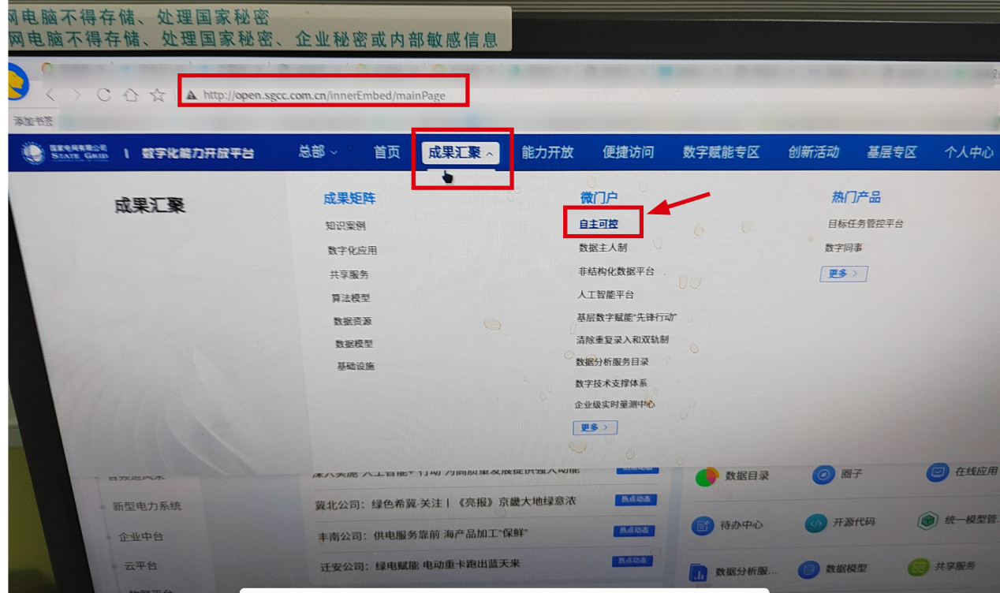 网电脑不得存储、处理国家秘密
网电脑不得存储、处理国家秘密、企业秘密或内部敏感信息
http://open.sgcc.com.cn/innerEmbed/mainPage
添加书签
国家电网有限公司
STATE GRID
数字化能力开放平台
总部 首页 成果汇聚 能力开放 便捷访问 数字赋能专区 创新活动 基层专区 个人中心
成果汇聚
成果矩阵
知识案例
数字化应用
共享服务
算法模型
数据资源
数据模型
基础设施
微门户
自主可控
数据主人制
非结构化数据平台
人工智能平台
基层数字赋能"先锋行动"
清除重复录入和双轨制
数据分析服务目录
数字技术支撑体系
企业级实时量测中心
更多 >
热门产品
目标任务管控平台
数字同事
更多 >
新型电力系统
企业中台
云平台
深入实施"人工智能+"行动 为高质量发展提供强大动能 热点动态
冀北公司：绿色希冀·关注丨《亮报》京畿大地绿意浓 热点动态
丰南公司：供电服务靠前 海产品加工"保鲜" 热点动态
迁安公司：绿电赋能 电动重卡跑出蓝天来 热点动态
数据目录 圈子 在线应用
待办中心 开源代码 统一模型管...
数据分析服... 数据模型 共享服务